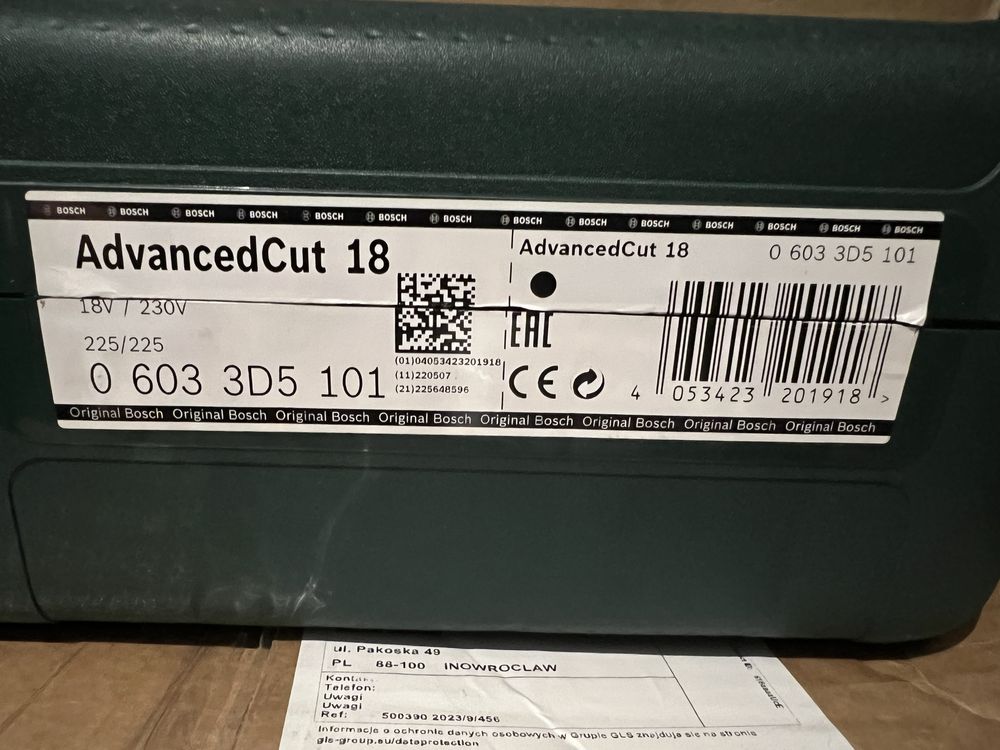 BOSCH BOSCH BOSCH BOSCH BOSCH BOSCH BOSCH BOSCH BOSCH BOSCH BOSCH BOSCH BOSCH BOSCH
AdvancedCut 18
18V / 230V
225/225
0 603 3D5 101
(01)04053423201918
(11)220507
(21)225648596
AdvancedCut 18
0 603 3D5 101
EAC
CE
4 053423 201918 >
Original Bosch Original Bosch Original Bosch Original Bosch Original Bosch Original Bosch Original Bosch Original Bosch
ul. Pakoska 49
PL 88-100 INOWROCLAW
Telefon:
Uwagi
Uwagi
Ref: 500390 2023/9/456
Informacje o ochronie danych osobowych w Grupie GLS znajduja sie na stronie
gls-group.eu/dataprotection